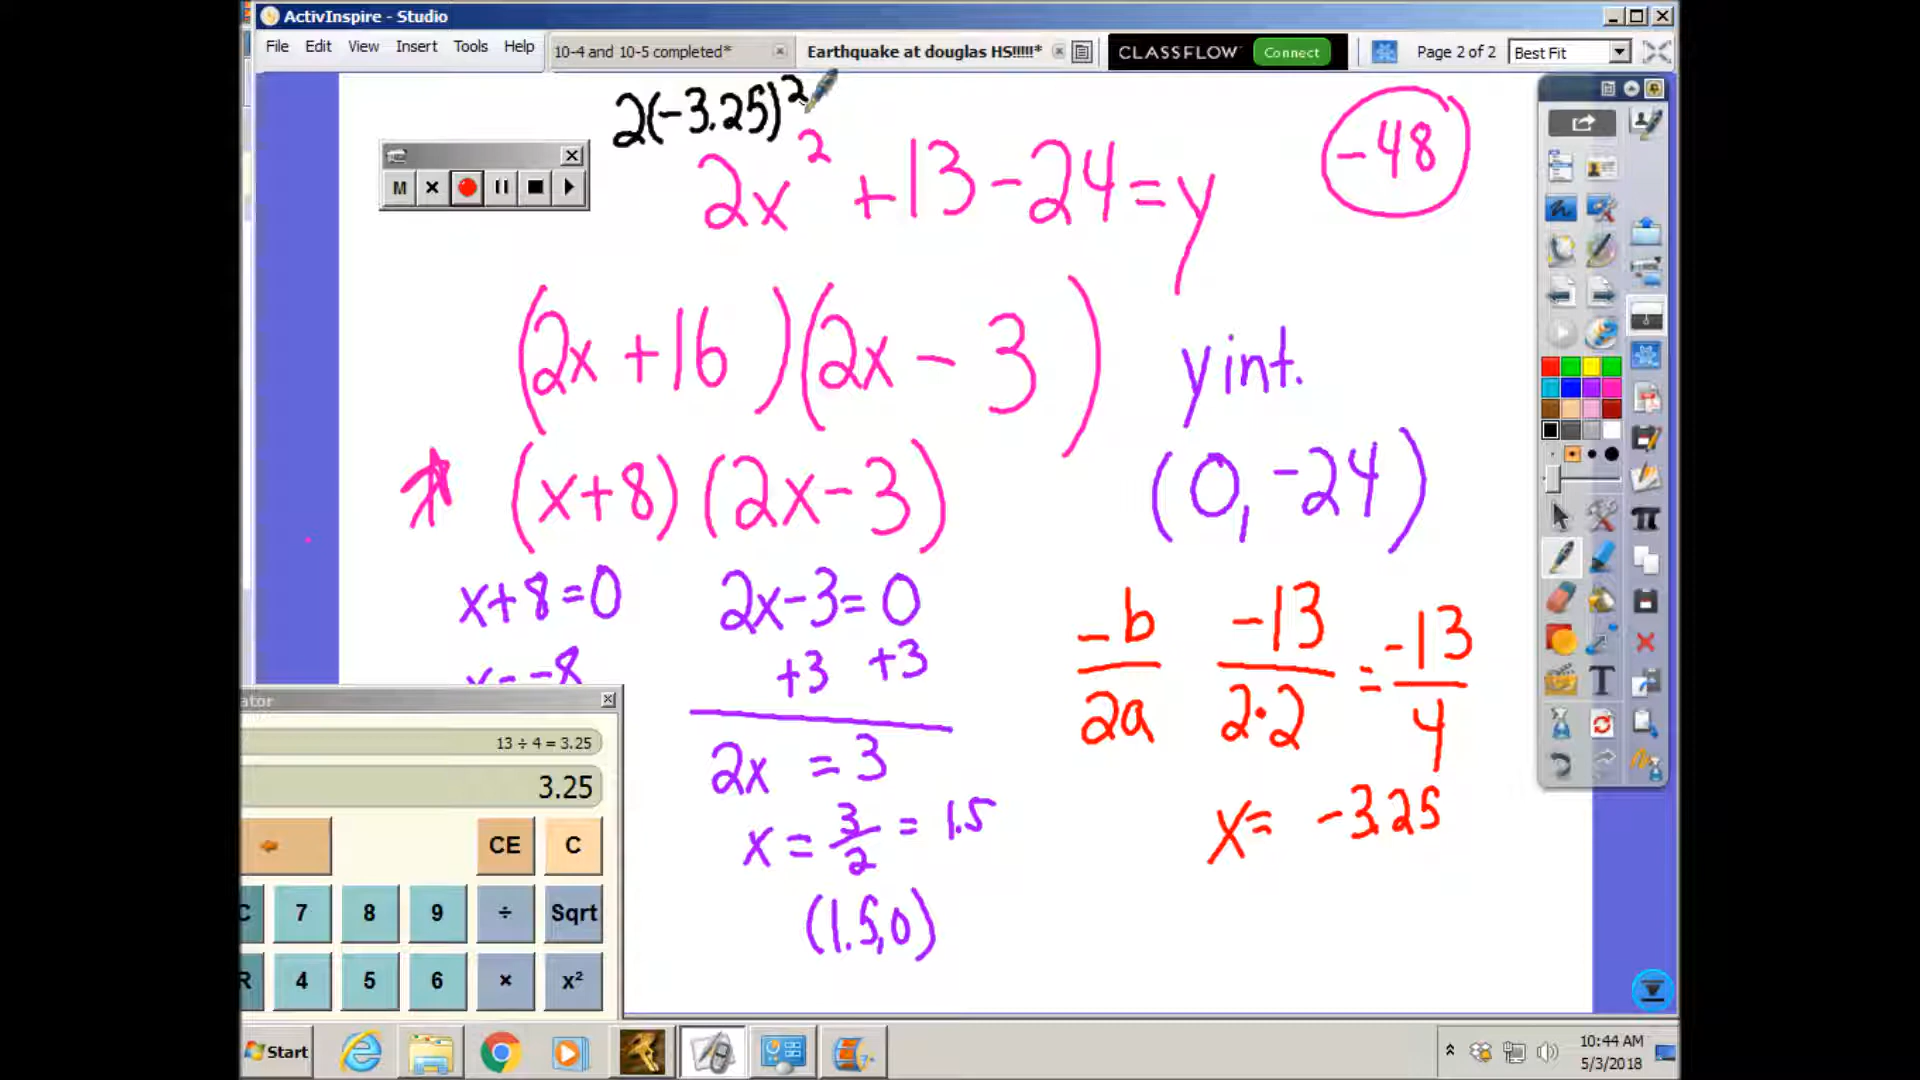 ActivInspire - Studio
File Edit View Insert Tools Help
10-4 and 10-5 completed*
Earthquake at douglas HS!!!!!*
CLASSFLOW Connect
Page 2 of 2
Best Fit
2(-3.25)²
M
2x² +13-24=y
-48
(2x +16)(2x - 3)
y int.
(x+8) (2x-3)
(0, -24)
x+8=0
2x-3=0
+3 +3
-b/2a -13/2•2 = -13/4
2x = 3
x = 3/2 = 1.5
x= -3.25
(1.5,0)
ator
13 ÷ 4 = 3.25
3.25
CE C
C 7 8 9 ÷ Sqrt
R 4 5 6 × x²
T
π
Start
10:44 AM
5/3/2018